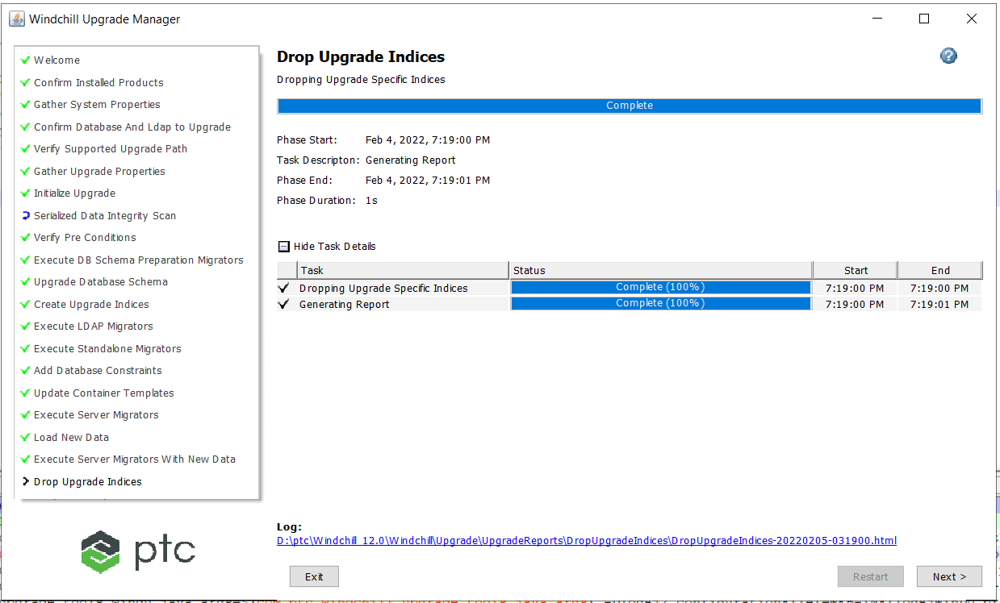 Windchill Upgrade Manager
Welcome
Confirm Installed Products
Gather System Properties
Confirm Database And Ldap to Upgrade
Verify Supported Upgrade Path
Gather Upgrade Properties
Initialize Upgrade
Serialized Data Integrity Scan
Verify Pre Conditions
Execute DB Schema Preparation Migrators
Upgrade Database Schema
Create Upgrade Indices
Execute LDAP Migrators
Execute Standalone Migrators
Add Database Constraints
Update Container Templates
Execute Server Migrators
Load New Data
Execute Server Migrators With New Data
Drop Upgrade Indices
ptc
Drop Upgrade Indices
Dropping Upgrade Specific Indices
Complete
Phase Start: Feb 4, 2022, 7:19:00 PM
Task Descripton: Generating Report
Phase End: Feb 4, 2022, 7:19:01 PM
Phase Duration: 1s
Hide Task Details
Task Status Start End
Dropping Upgrade Specific Indices Complete (100%) 7:19:00 PM 7:19:00 PM
Generating Report Complete (100%) 7:19:00 PM 7:19:01 PM
Log:
D:\ptc\Windchill_12.0\Windchill\Upgrade\UpgradeReports\DropUpgradeIndices\DropUpgradeIndices-20220205-031900.html
Exit Restart Next >